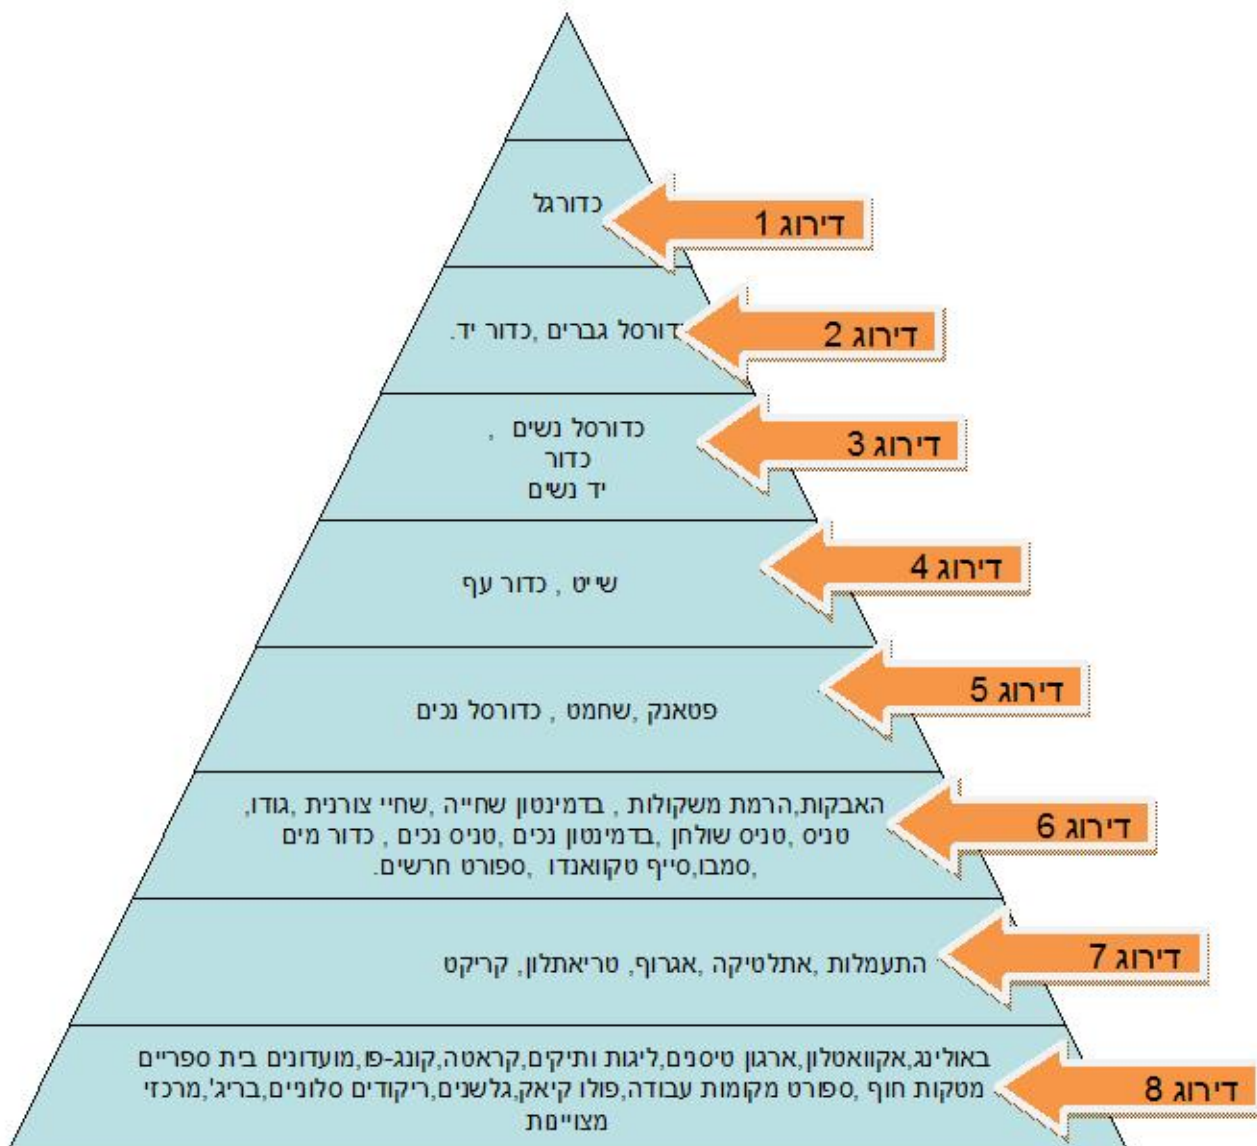 כדורגל
דירוג 1
כדורסל גברים ,כדור יד.
דירוג 2
כדורסל נשים ,
כדור
יד נשים
דירוג 3
שייט , כדור עף
דירוג 4
פטאנק ,שחמט , כדורסל נכים
דירוג 5
האבקות,הרמת משקולות , בדמינטון שחייה ,שחיי צורנית ,גודו,
טניס ,טניס שולחן ,בדמינטון נכים ,טניס נכים , כדור מים
,סמבו,סייף טקוואנדו ,ספורט חרשים.
דירוג 6
התעמלות ,אתלטיקה ,אגרוף, טריאתלון, קריקט
דירוג 7
באולינג,אקוואטלון,ארגון טיסנים,ליגות ותיקים,קראטה,קונג-פו,מועדונים בית ספריים
מטקות חוף ,ספורט מקומות עבודה,פולו קיאק,גלשנים,ריקודים סלוניים,בריג',מרכזי
מצויינות
דירוג 8